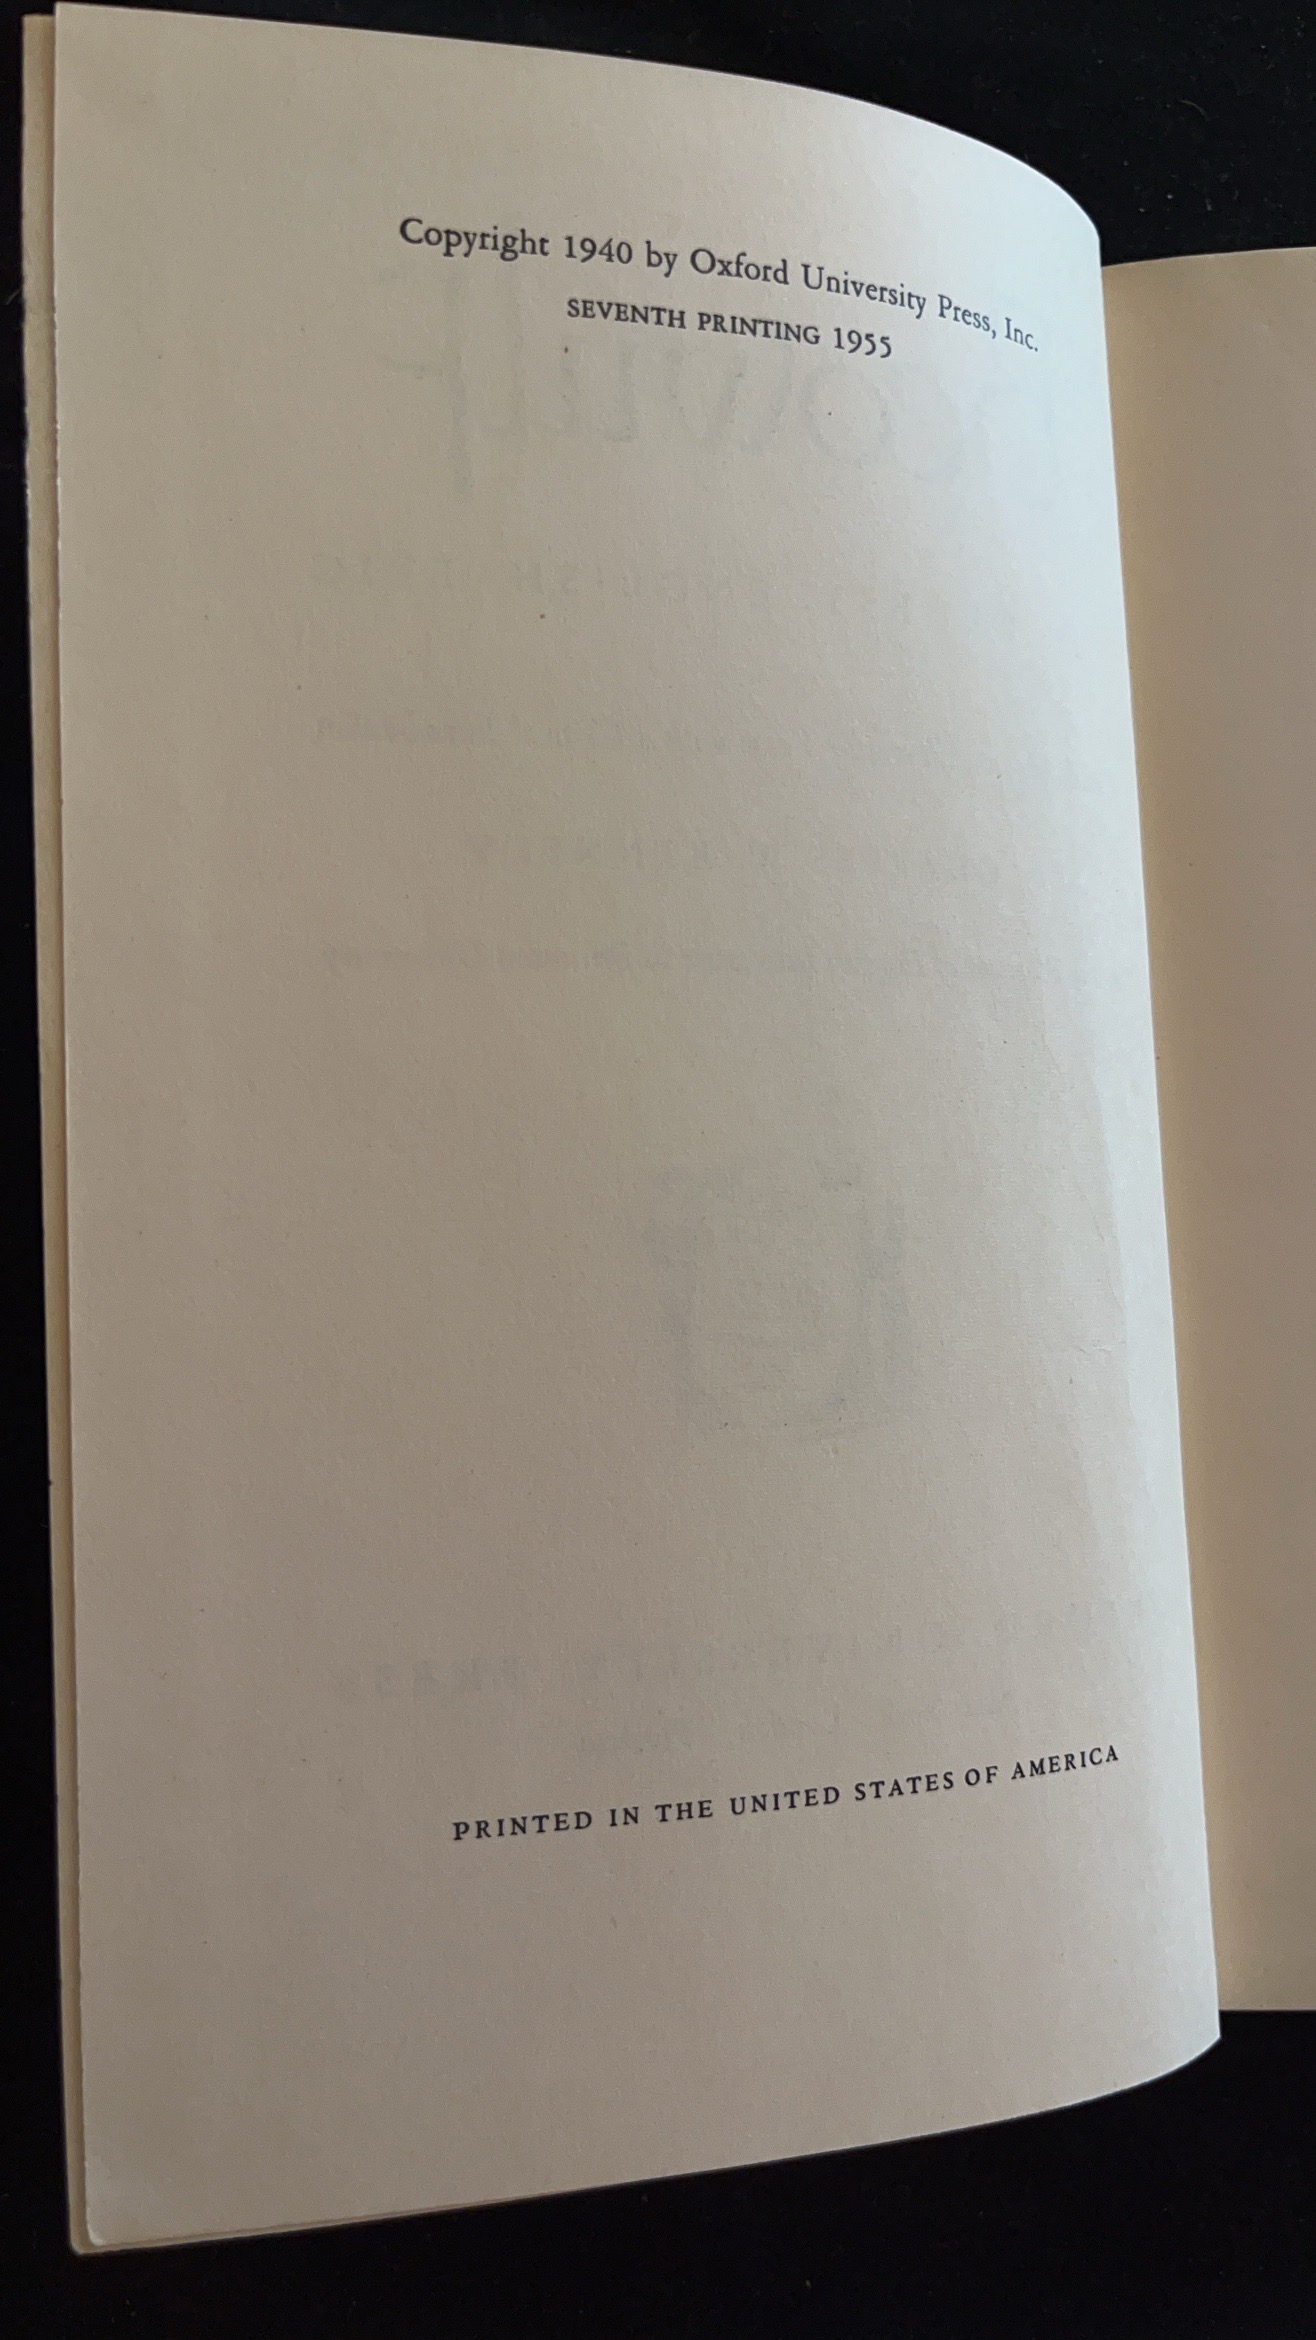 Copyright 1940 by Oxford University Press, Inc.
SEVENTH PRINTING 1955
PRINTED IN THE UNITED STATES OF AMERICA